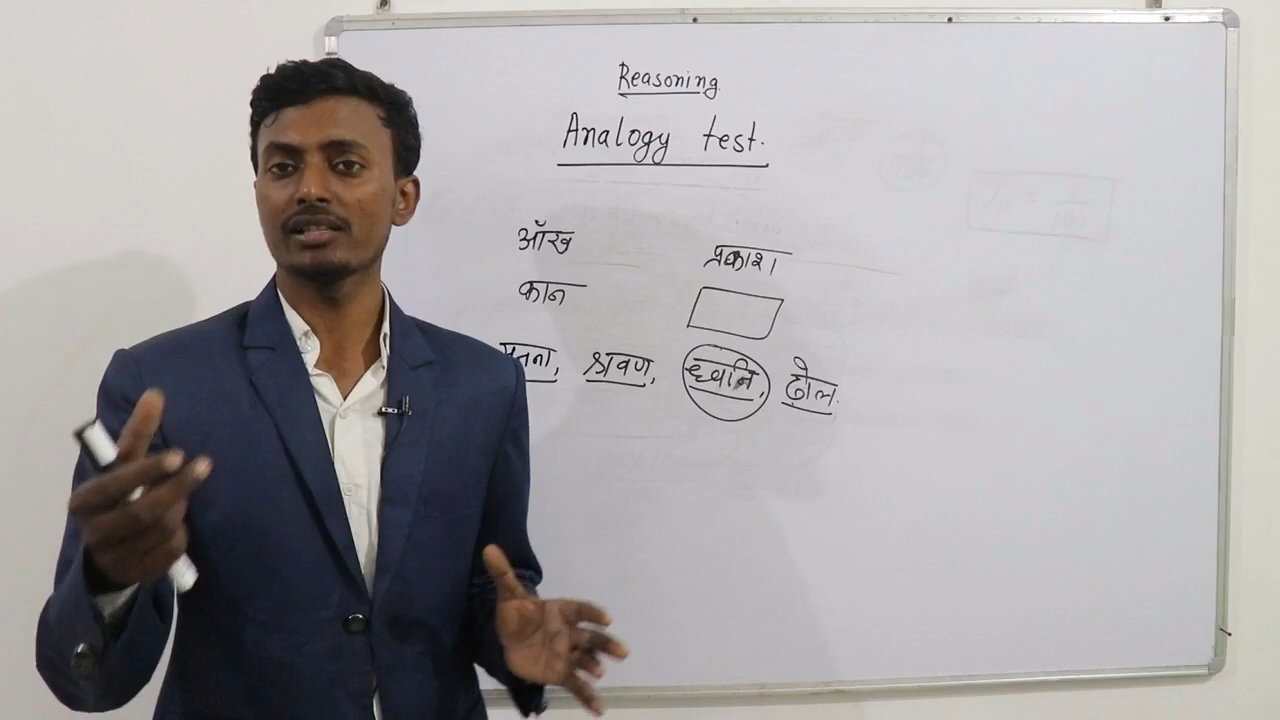 Reasoning
Analogy test.
आँख
प्रकाश।
कान
श्रवण, ध्वनि, ढोल.